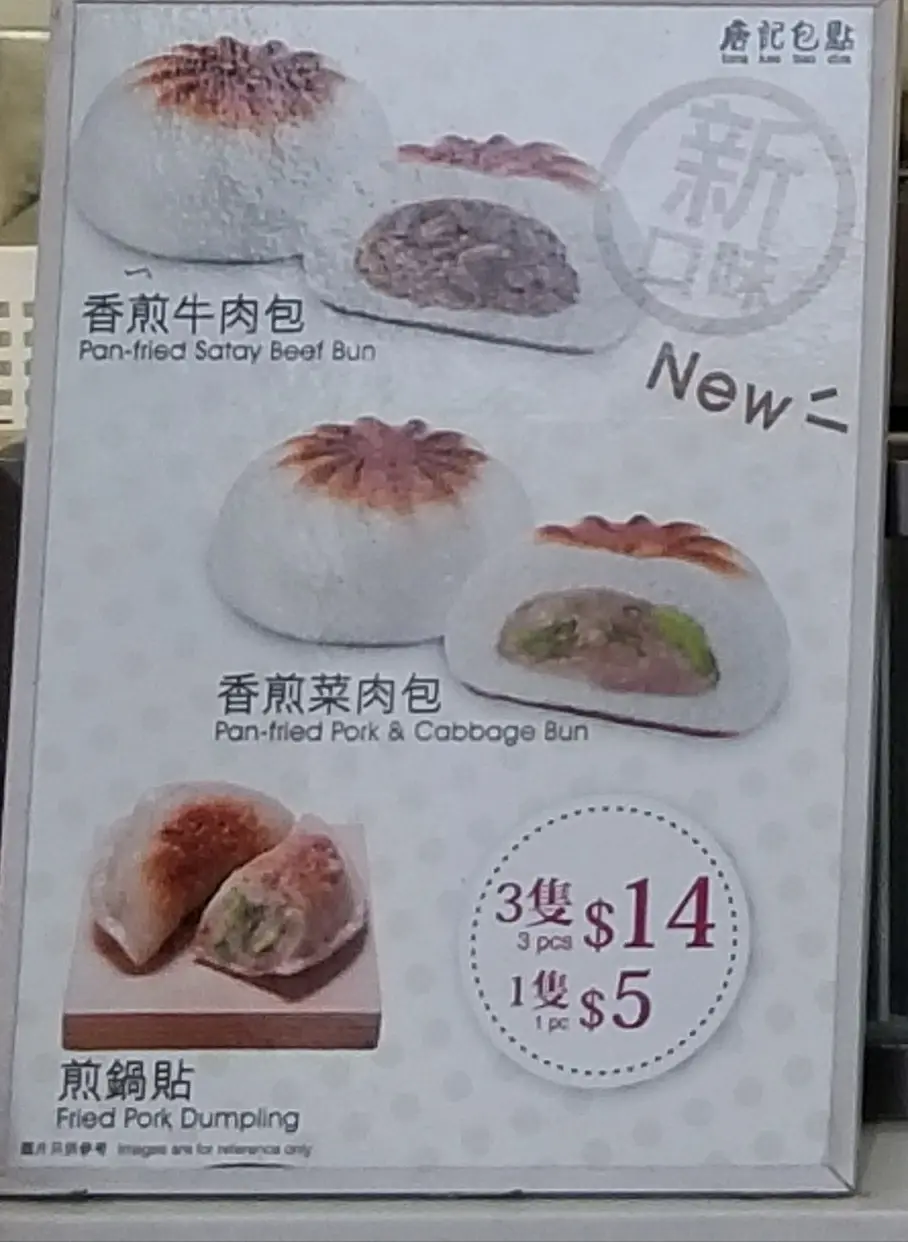 唐記包點
tong kee bao dim
新
口味
New
香煎牛肉包
Pan-fried Satay Beef Bun
香煎菜肉包
Pan-fried Pork & Cabbage Bun
3隻 $14
3 pcs
1隻 $5
1 pc
煎鍋貼
Fried Pork Dumpling
圖片只供參考 Images are for reference only